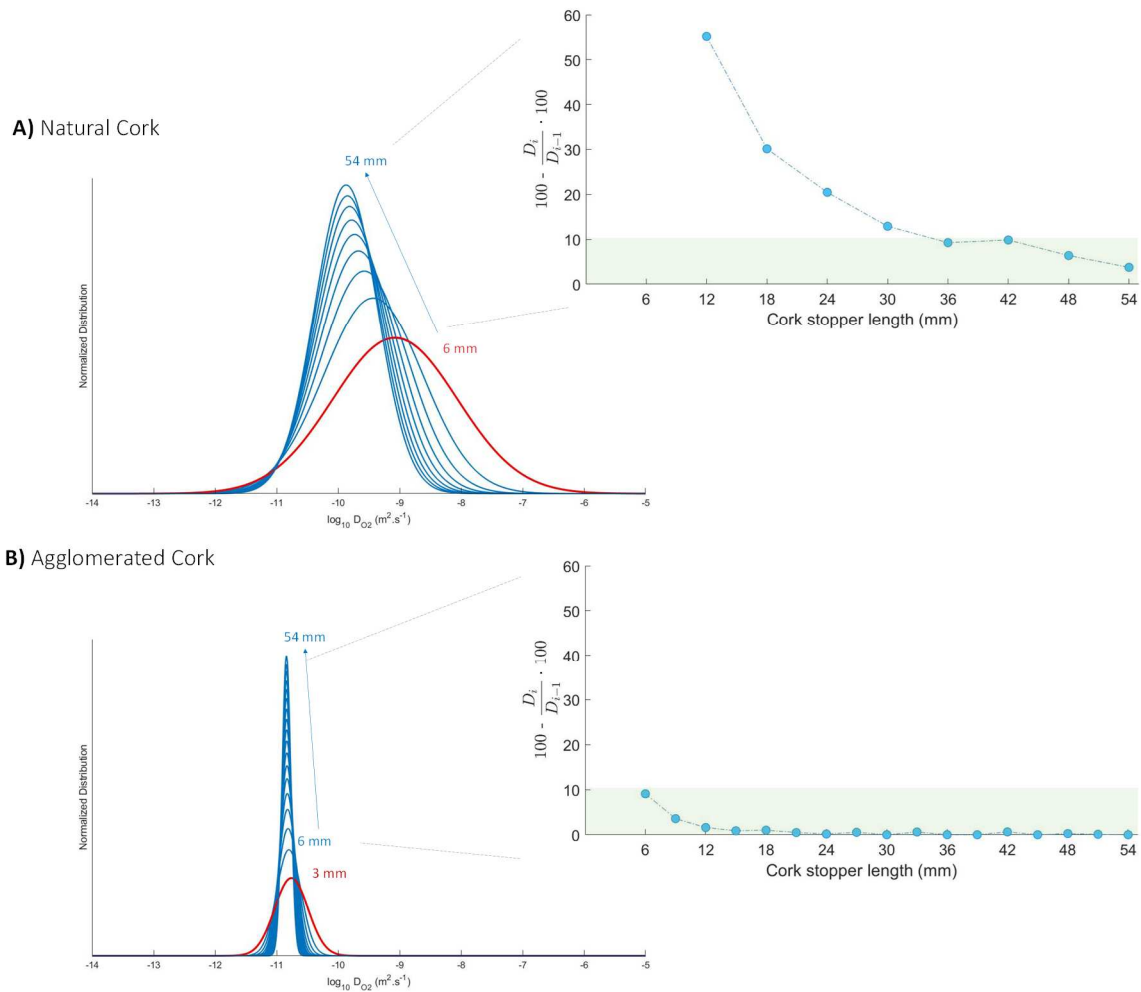 A) Natural Cork
54 mm
6 mm
Normalized Distribution
-14 -13 -12 -11 -10 -9 -8 -7 -6 -5
log10 DO2 (m2.s-1)
60
50
40
30
20
10
0
100 - Di/Di−1 · 100
6 12 18 24 30 36 42 48 54
Cork stopper length (mm)
B) Agglomerated Cork
54 mm
6 mm
3 mm
Normalized Distribution
-14 -13 -12 -11 -10 -9 -8 -7 -6 -5
log10 DO2 (m2.s-1)
60
50
40
30
20
10
0
100 - Di/Di−1 · 100
6 12 18 24 30 36 42 48 54
Cork stopper length (mm)